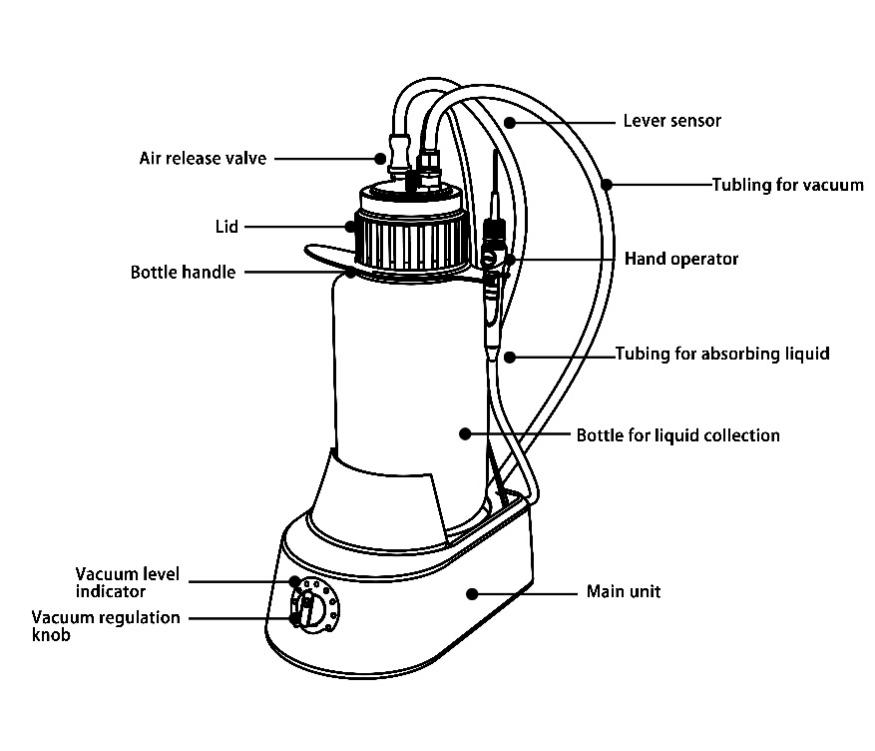 Lever sensor
Air release valve
Tubling for vacuum
Lid
Hand operator
Bottle handle
Tubing for absorbing liquid
Bottle for liquid collection
Vacuum level
indicator
Main unit
Vacuum regulation
knob